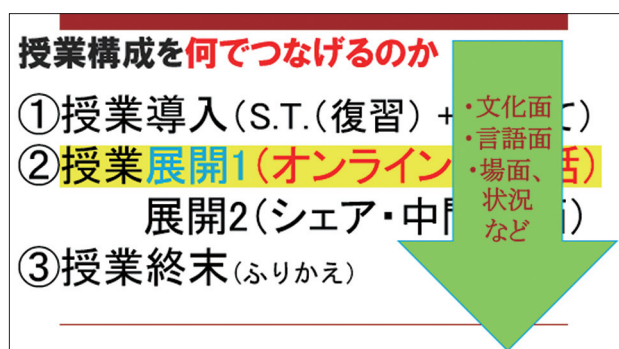 授業構成を何でつなげるのか
①授業導入(S.T.(復習) + て)
②授業展開1(オンライン 話)
展開2(シェア・中間 )
③授業終末(ふりかえ)
・文化面
・言語面
・場面、
状況
など